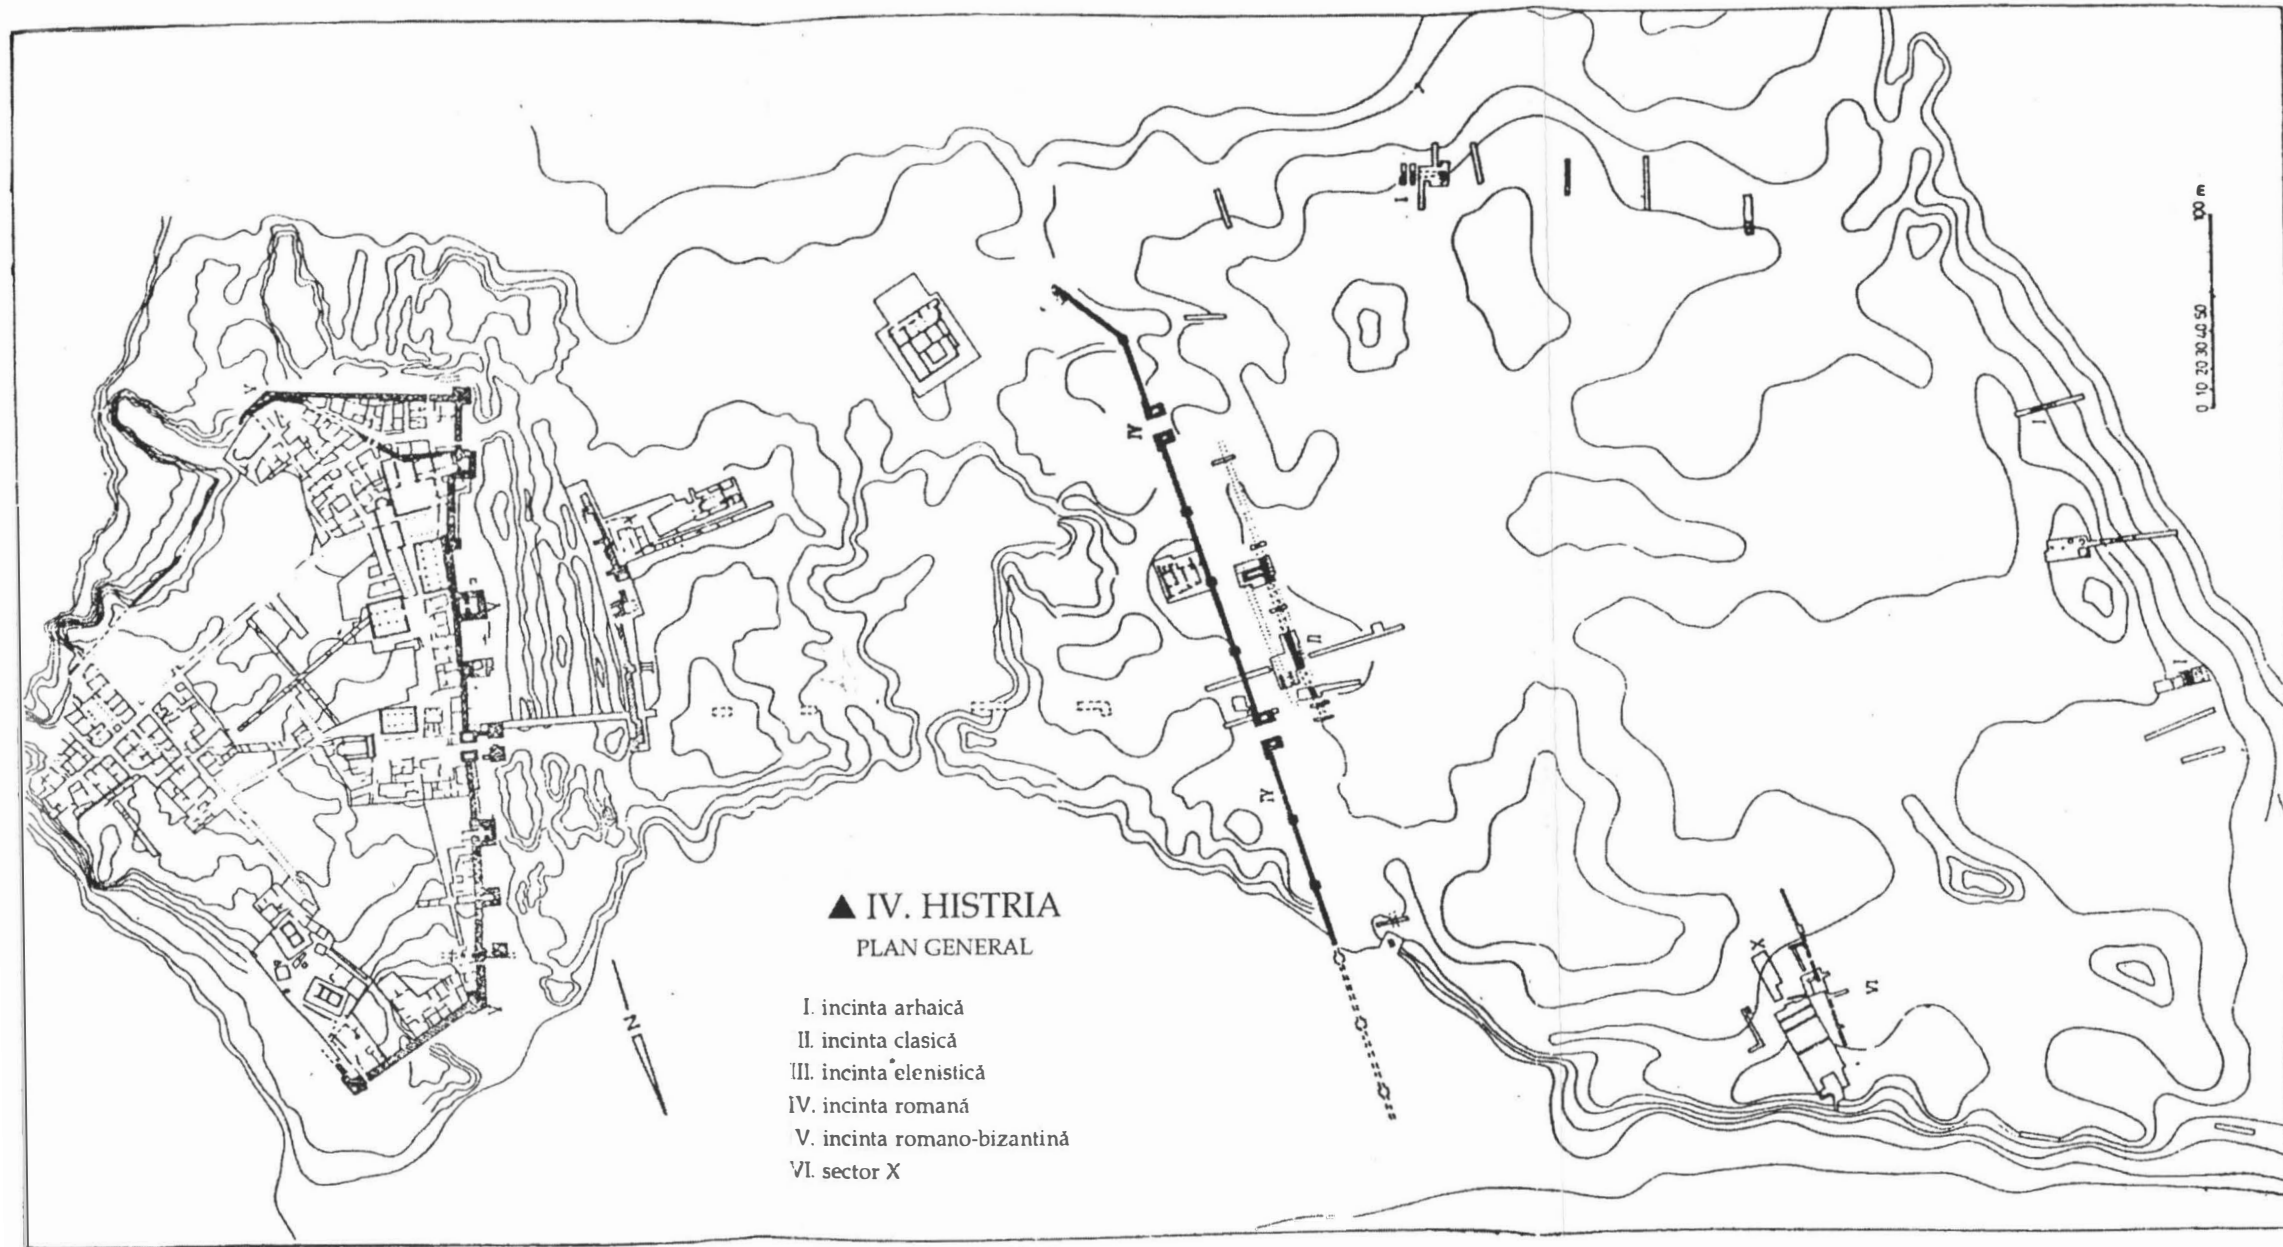 I
100 m
0 10 20 30 40 50
IV
I
II
I
IV
▲ IV. HISTRIA
PLAN GENERAL
X
VI
N
I. incinta arhaică
II. incinta clasică
III. incinta elenistică
IV. incinta romană
V. incinta romano-bizantină
VI. sector X